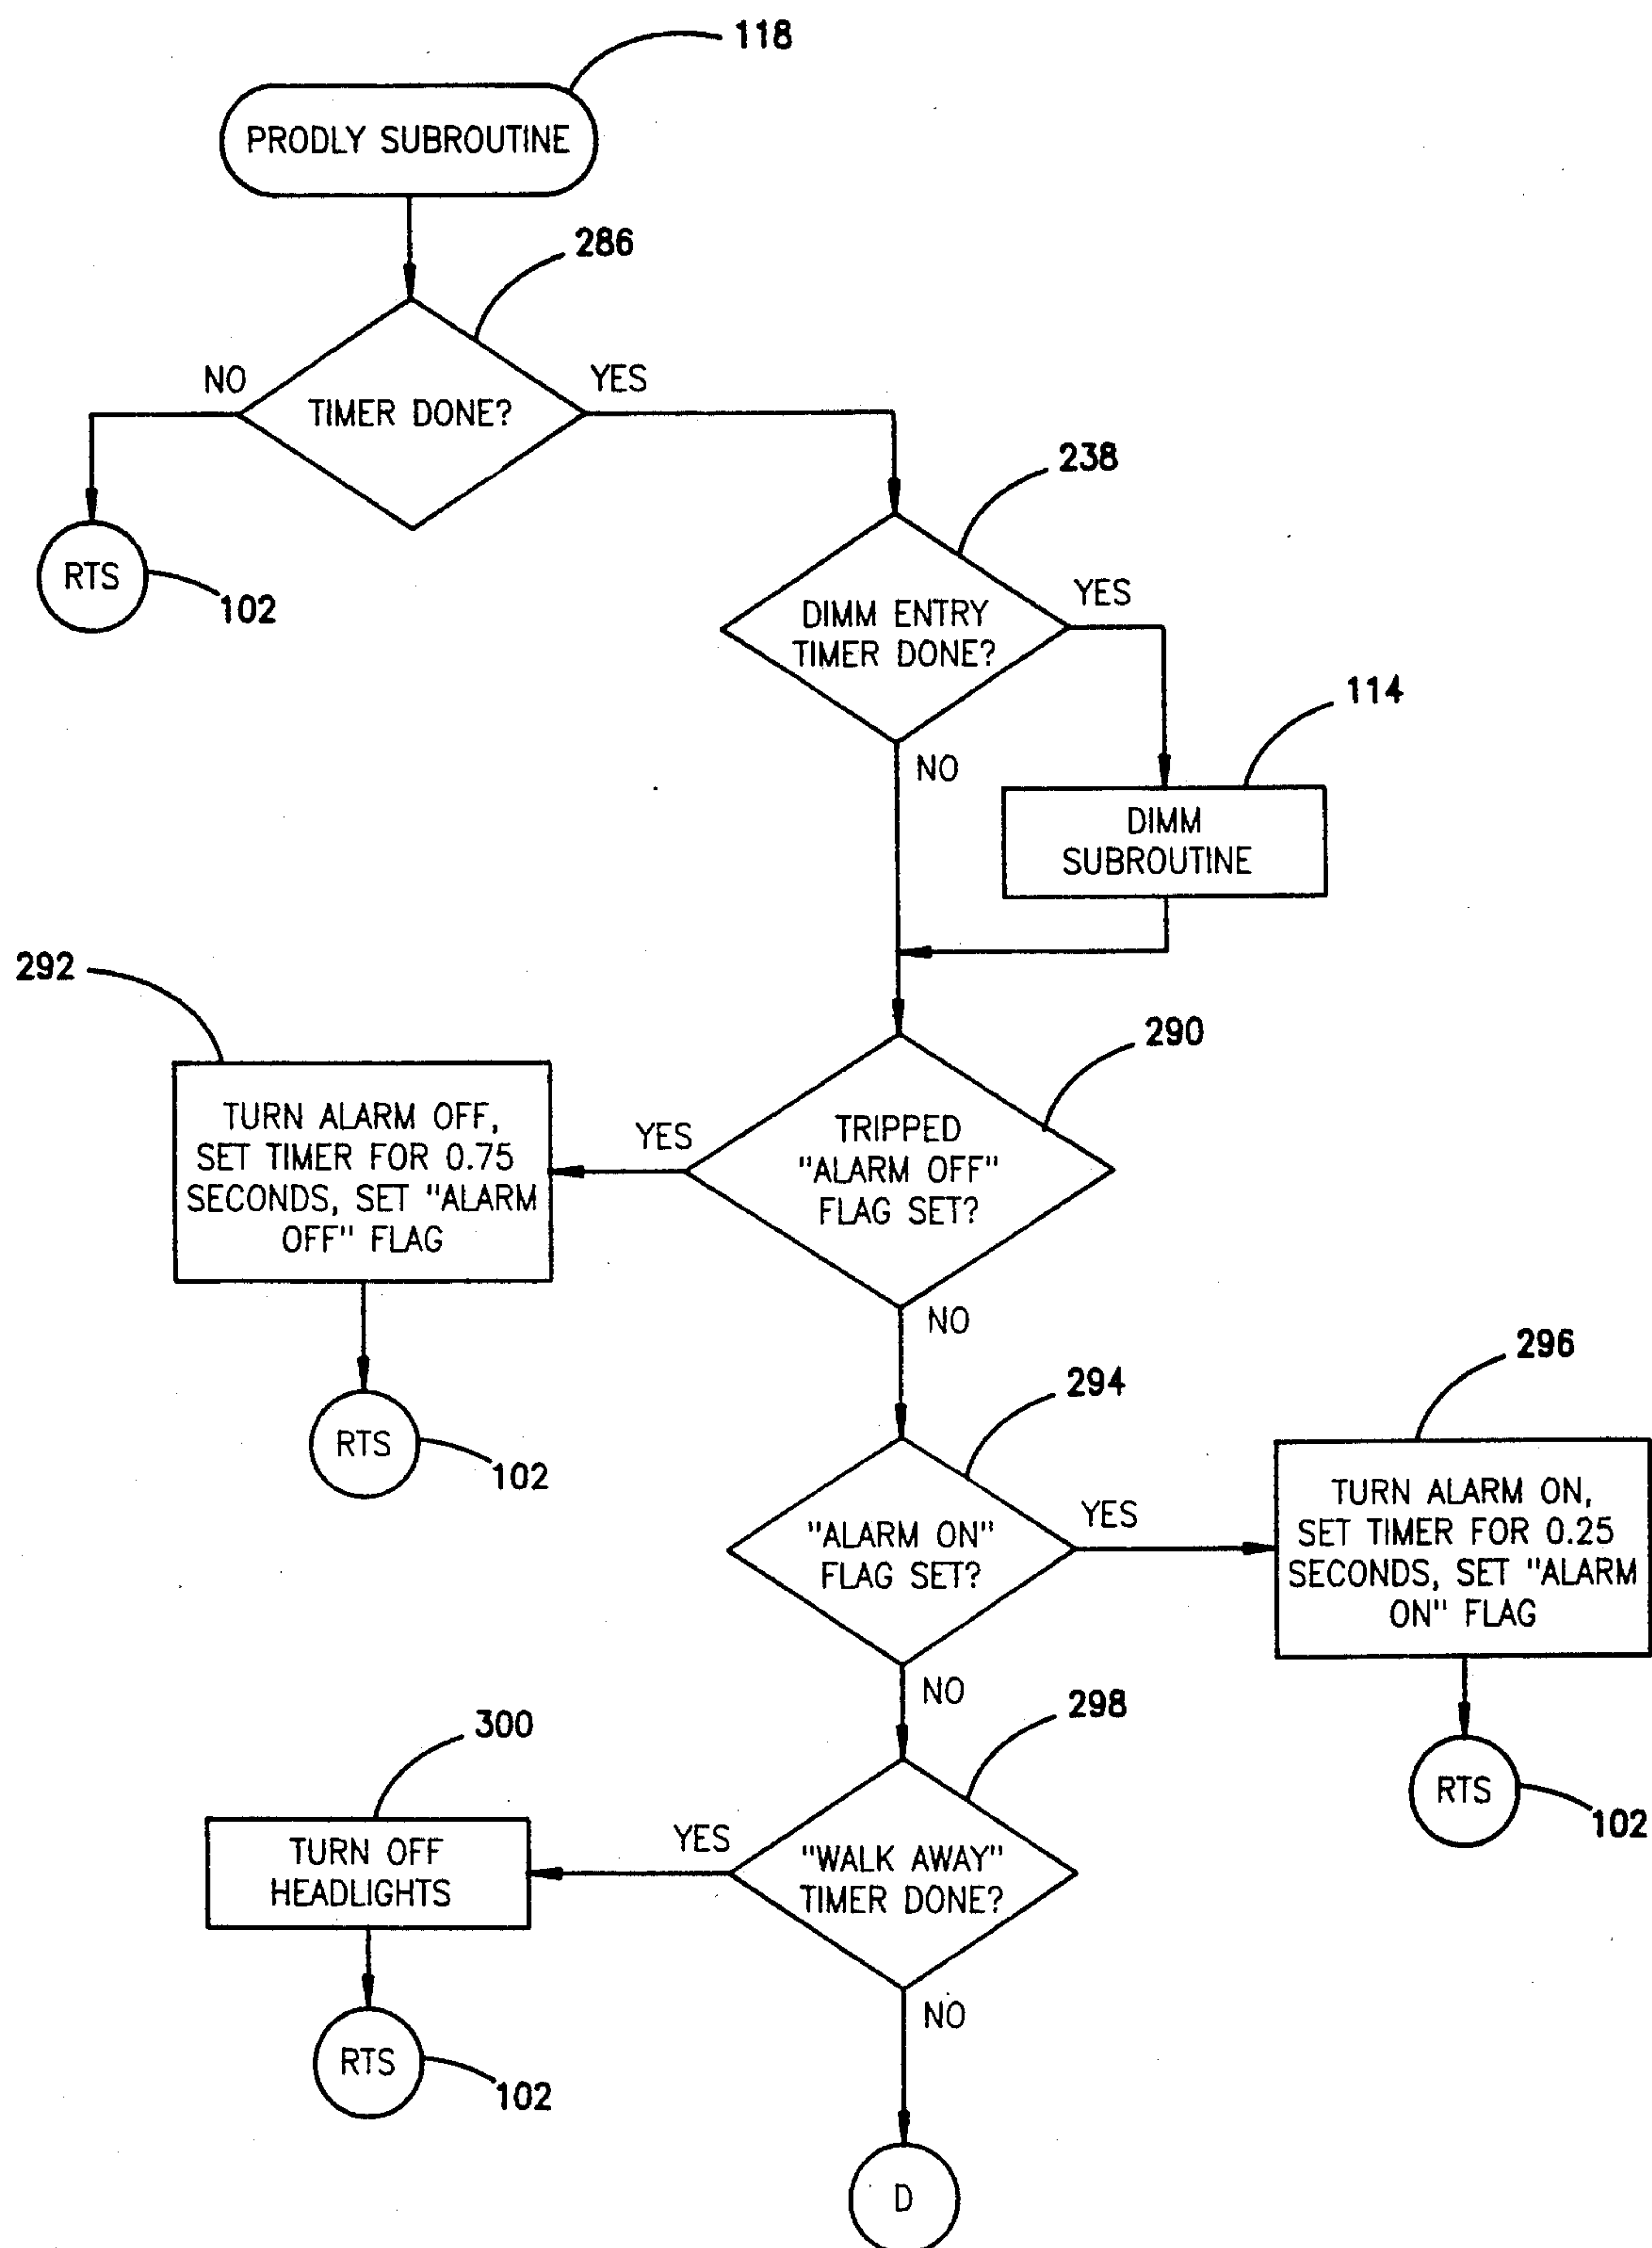 118
PRODLY SUBROUTINE
286
NO
YES
TIMER DONE?
238
RTS
102
DIMM ENTRY
TIMER DONE?
YES
114
NO
DIMM
SUBROUTINE
292
290
TURN ALARM OFF,
SET TIMER FOR 0.75
SECONDS, SET "ALARM
OFF" FLAG
YES
TRIPPED
"ALARM OFF"
FLAG SET?
NO
296
294
RTS
102
"ALARM ON"
FLAG SET?
YES
TURN ALARM ON,
SET TIMER FOR 0.25
SECONDS, SET "ALARM
ON" FLAG
NO
298
300
RTS
102
TURN OFF
HEADLIGHTS
YES
"WALK AWAY"
TIMER DONE?
NO
RTS
102
D